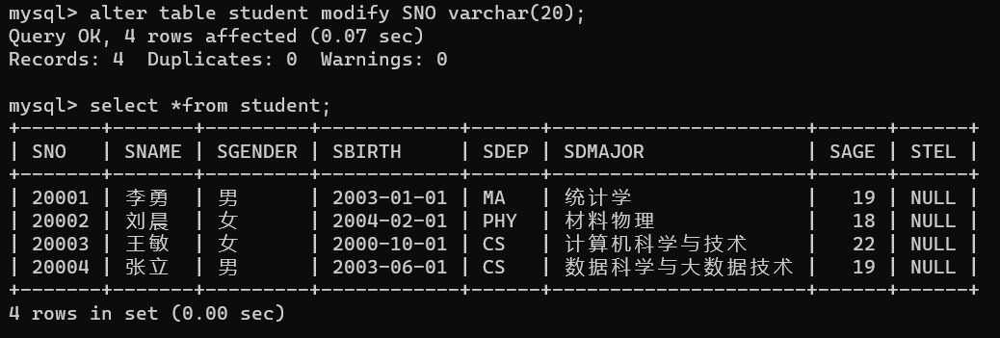 mysql> alter table student modify SNO varchar(20);
Query OK, 4 rows affected (0.07 sec)
Records: 4  Duplicates: 0  Warnings: 0

mysql> select *from student;
+-------+-------+---------+------------+------+----------------------+------+------+
| SNO   | SNAME | SGENDER | SBIRTH     | SDEP | SDMAJOR              | SAGE | STEL |
+-------+-------+---------+------------+------+----------------------+------+------+
| 20001 | 李勇  | 男      | 2003-01-01 | MA   | 统计学               |   19 | NULL |
| 20002 | 刘晨  | 女      | 2004-02-01 | PHY  | 材料物理             |   18 | NULL |
| 20003 | 王敏  | 女      | 2000-10-01 | CS   | 计算机科学与技术     |   22 | NULL |
| 20004 | 张立  | 男      | 2003-06-01 | CS   | 数据科学与大数据技术 |   19 | NULL |
+-------+-------+---------+------------+------+----------------------+------+------+
4 rows in set (0.00 sec)